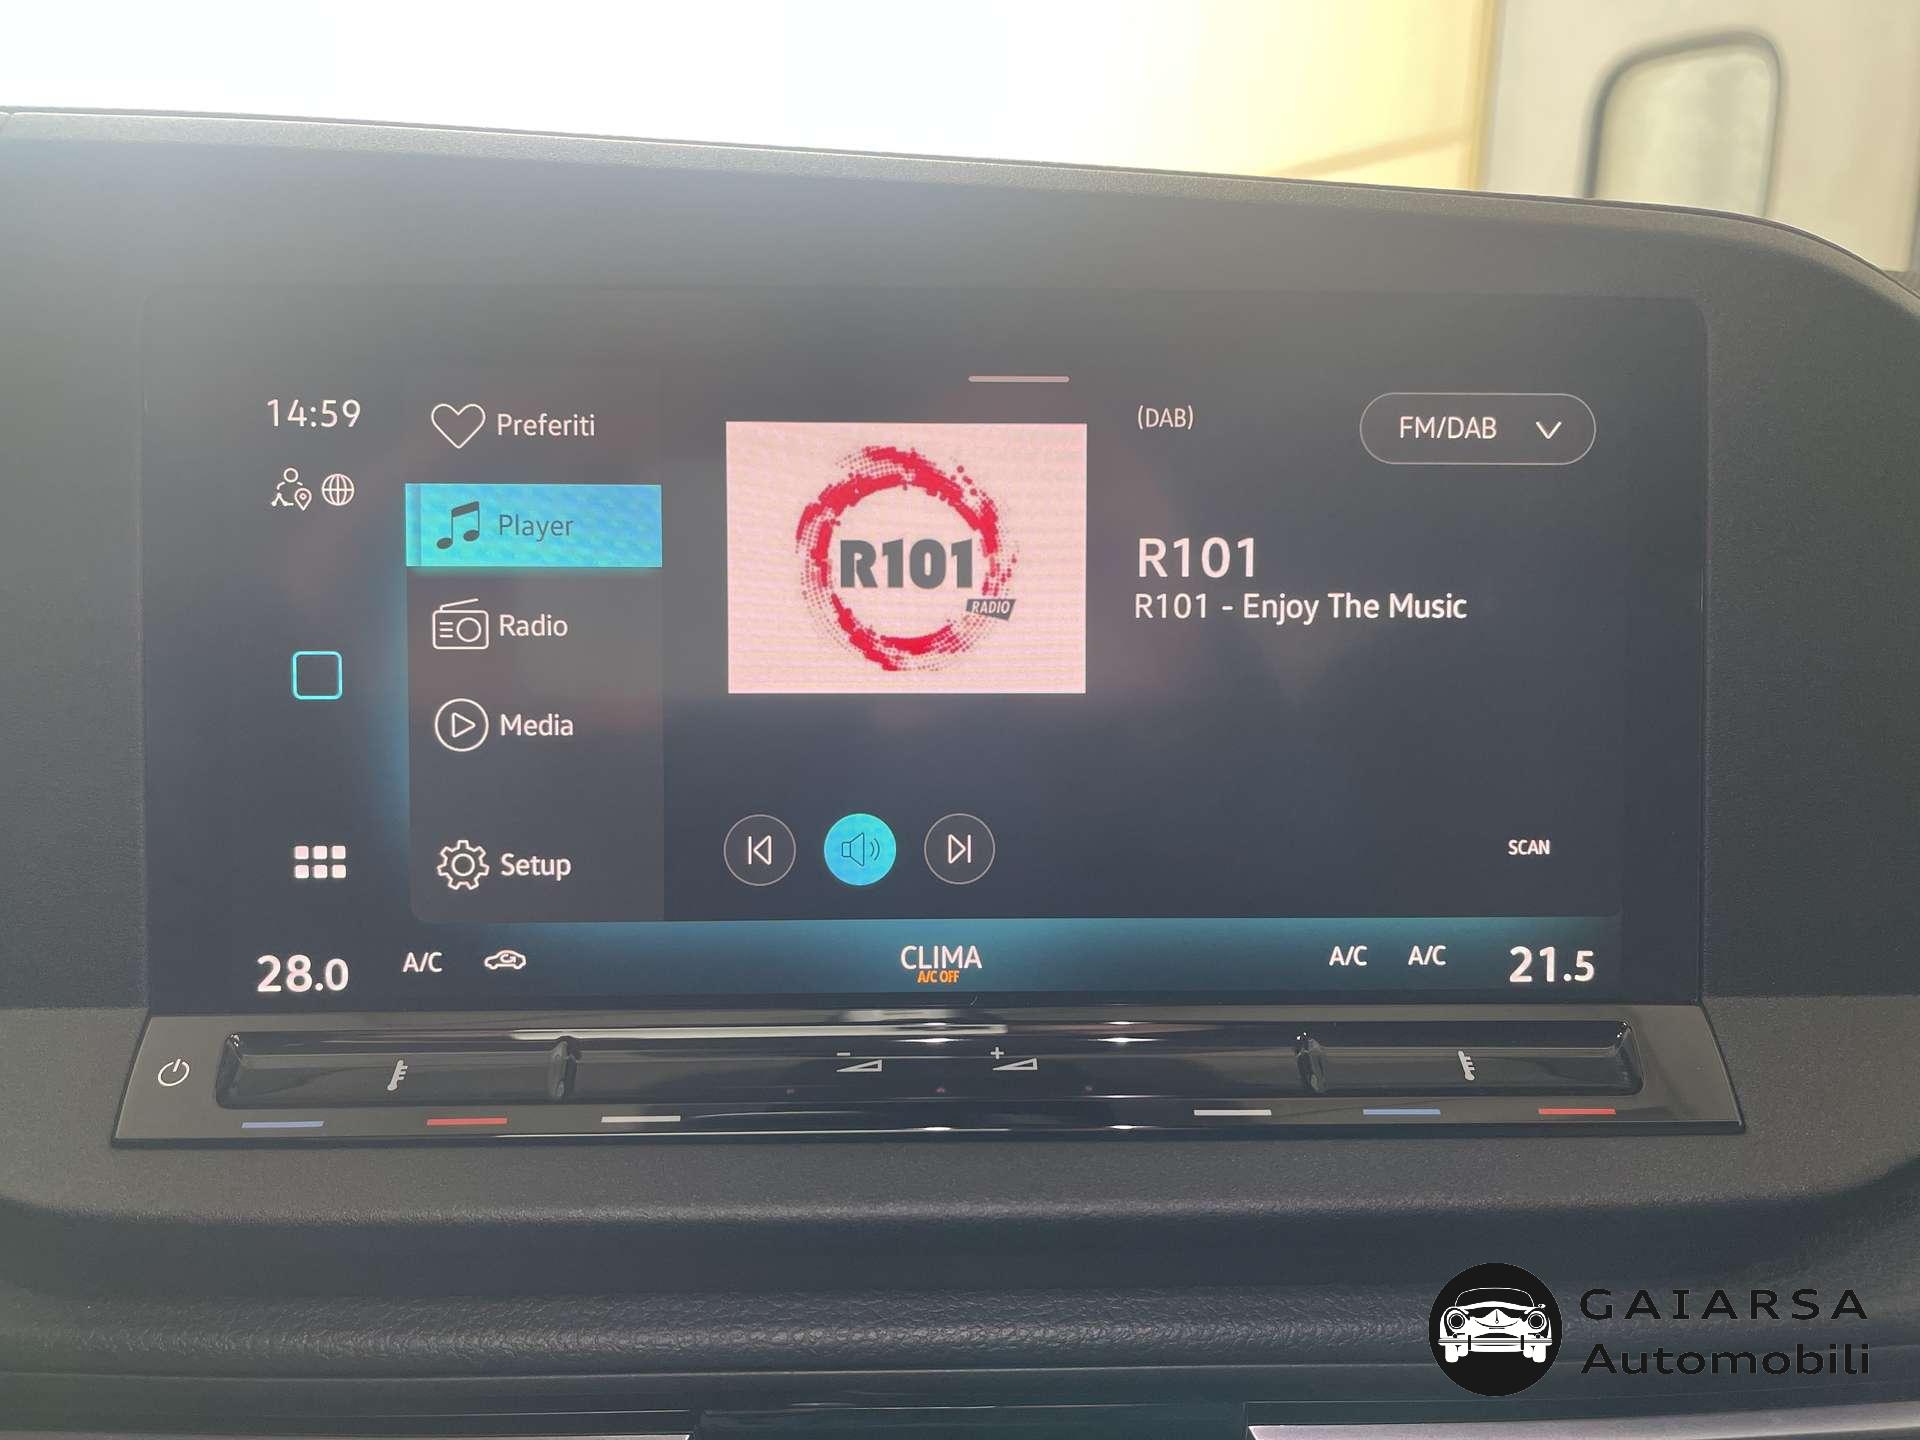 14:59
Preferiti
Player
Radio
Media
Setup
R101
RADIO
(DAB)
FM/DAB
R101
R101 - Enjoy The Music
SCAN
28.0
A/C
CLIMA
A/C OFF
A/C
A/C
21.5
- +
GAIARSA
Automobili